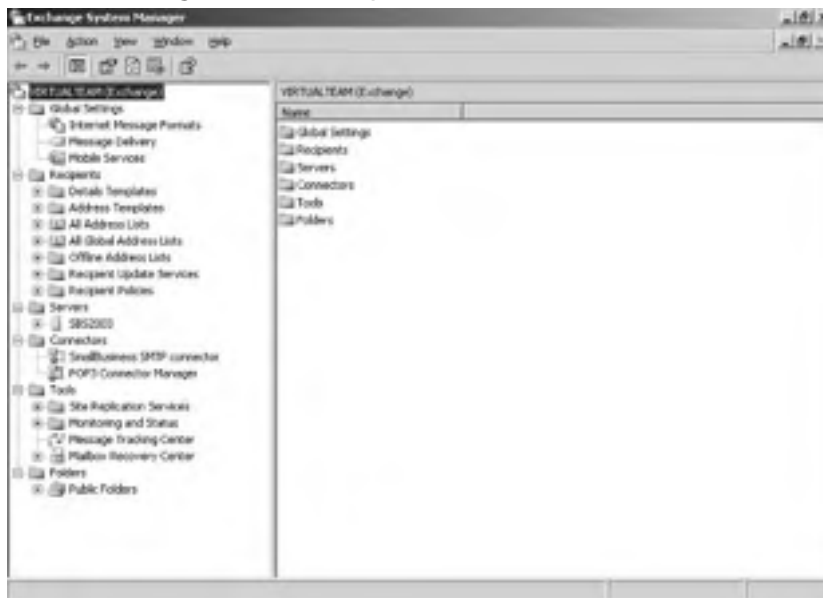 Exchange System Manager
File Action View Window Help
VIRTUALTEAM (Exchange)
Global Settings
Internet Message Formats
Message Delivery
Mobile Services
Recipients
Details Templates
Address Templates
All Address Lists
All Global Address Lists
Offline Address Lists
Recipient Update Services
Recipient Policies
Servers
SBS2003
Connectors
SmallBusiness SMTP connector
POP3 Connector Manager
Tools
Site Replication Services
Monitoring and Status
Message Tracking Center
Mailbox Recovery Center
Folders
Public Folders
VIRTUALTEAM (Exchange)
Name
Global Settings
Recipients
Servers
Connectors
Tools
Folders